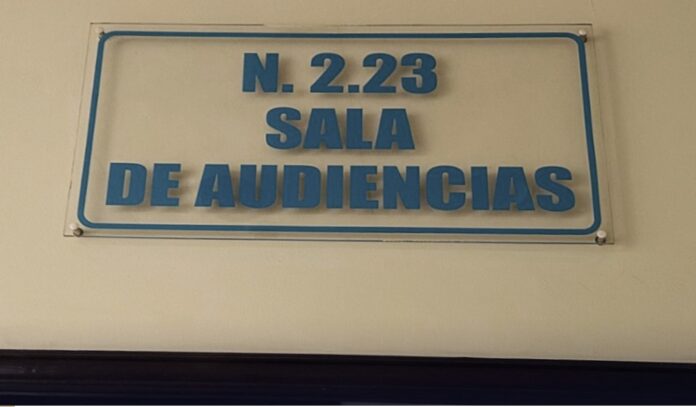 N. 2.23
SALA
DE AUDIENCIAS